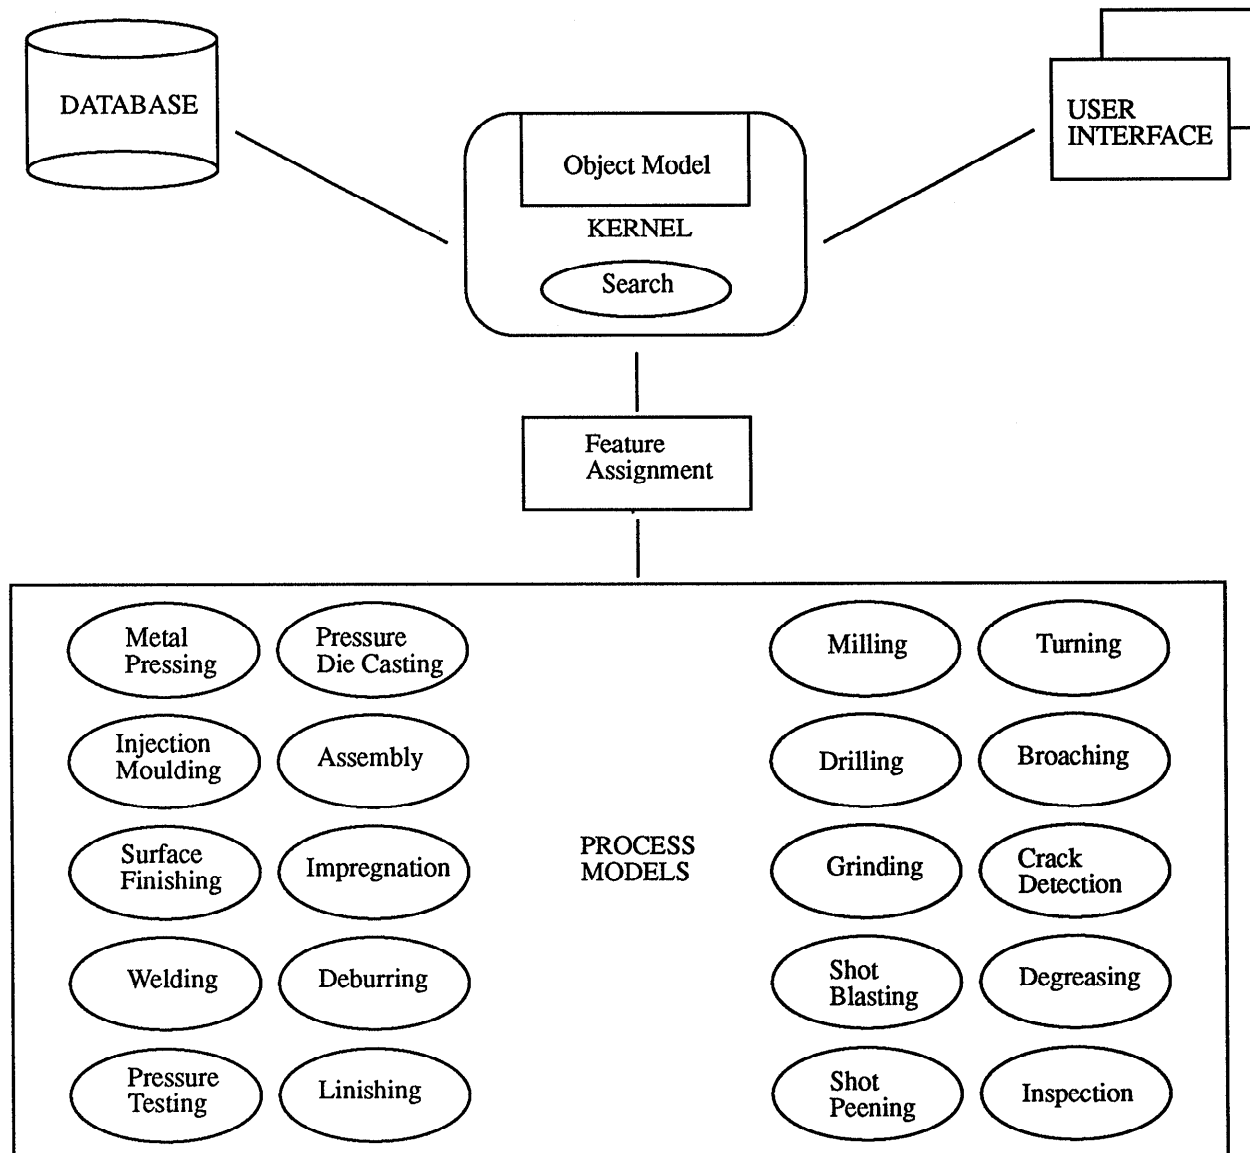 DATABASE
USER
INTERFACE
Object Model
KERNEL
Search
Feature
Assignment
Metal
Pressing
Pressure
Die Casting
Milling
Turning
Injection
Moulding
Assembly
Drilling
Broaching
Surface
Finishing
Impregnation
PROCESS
MODELS
Grinding
Crack
Detection
Welding
Deburring
Shot
Blasting
Degreasing
Pressure
Testing
Linishing
Shot
Peening
Inspection